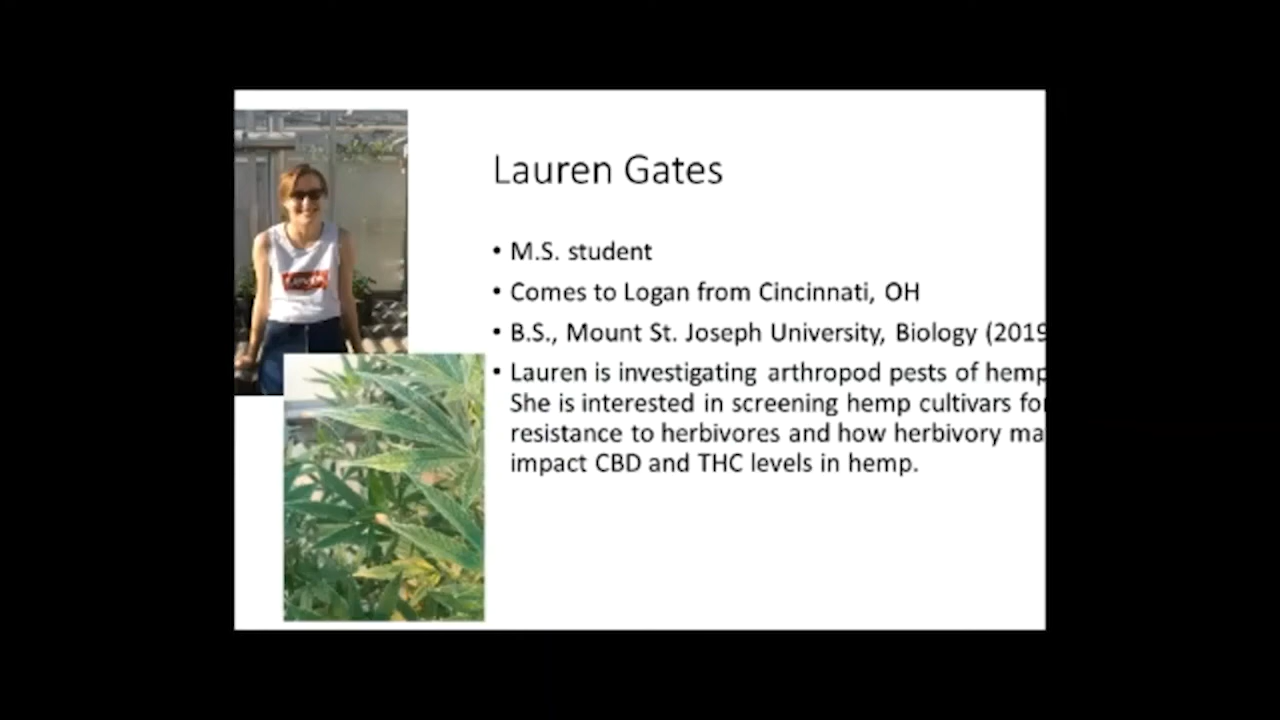 Lauren Gates
• M.S. student
• Comes to Logan from Cincinnati, OH
• B.S., Mount St. Joseph University, Biology (2019
• Lauren is investigating arthropod pests of hemp
She is interested in screening hemp cultivars for
resistance to herbivores and how herbivory ma
impact CBD and THC levels in hemp.